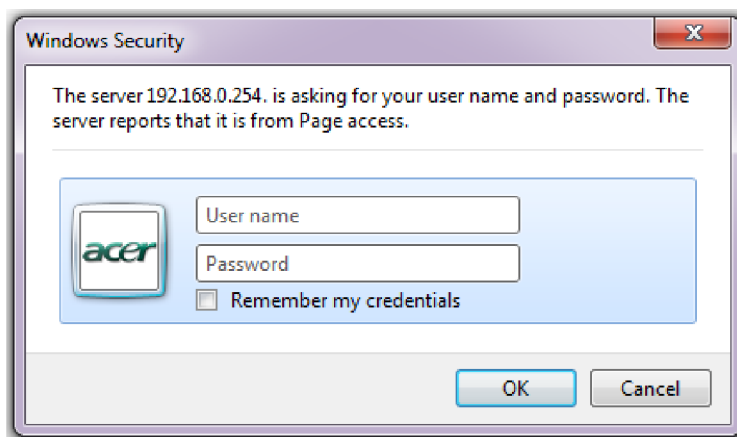 Windows Security
The server 192.168.0.254. is asking for your user name and password. The
server reports that it is from Page access.
acer
User name
Password
Remember my credentials
OK
Cancel